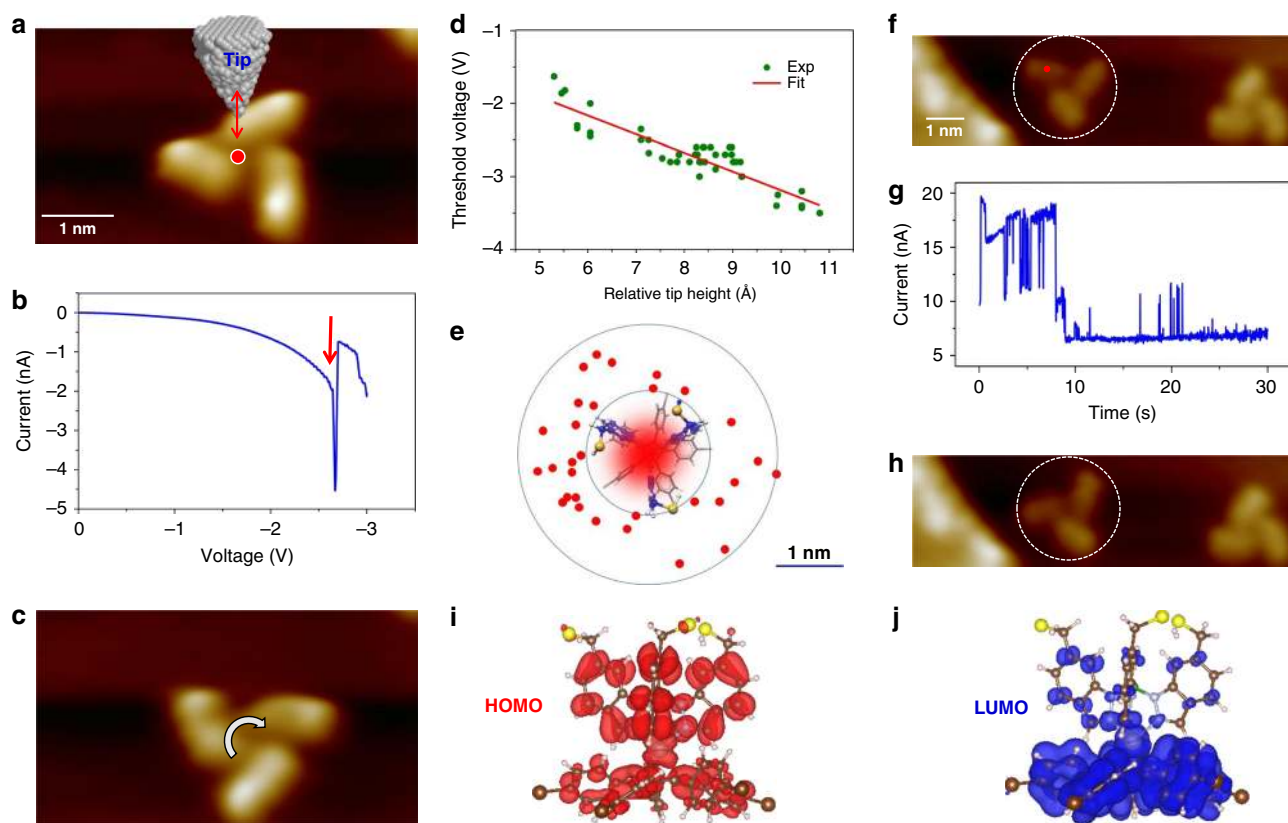 a
Tip
1 nm
b
0
–1
–2
–3
–4
–5
Current (nA)
0
–1
–2
–3
Voltage (V)
c
d
–1
–2
–3
–4
Threshold voltage (V)
Exp
Fit
5
6
7
8
9
10
11
Relative tip height (Å)
e
1 nm
f
1 nm
g
20
15
10
5
Current (nA)
0
10
20
30
Time (s)
h
i
HOMO
j
LUMO